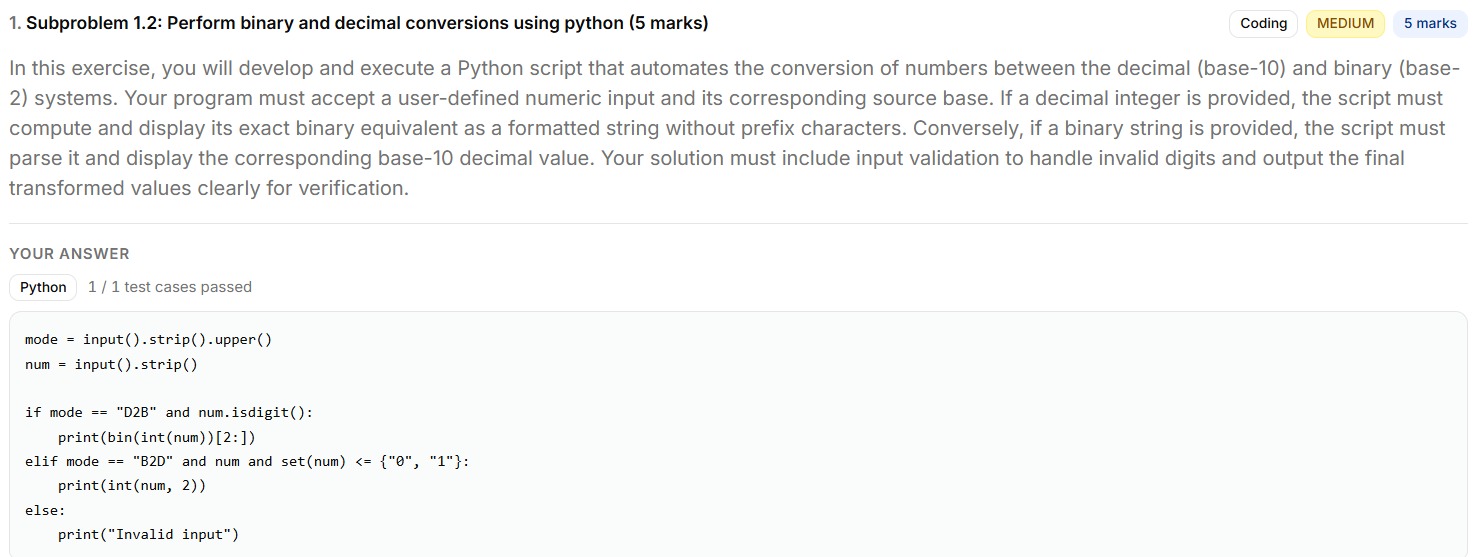 1. Subproblem 1.2: Perform binary and decimal conversions using python (5 marks)
Coding MEDIUM 5 marks
In this exercise, you will develop and execute a Python script that automates the conversion of numbers between the decimal (base-10) and binary (base-
2) systems. Your program must accept a user-defined numeric input and its corresponding source base. If a decimal integer is provided, the script must
compute and display its exact binary equivalent as a formatted string without prefix characters. Conversely, if a binary string is provided, the script must
parse it and display the corresponding base-10 decimal value. Your solution must include input validation to handle invalid digits and output the final
transformed values clearly for verification.
YOUR ANSWER
Python 1 / 1 test cases passed
mode = input().strip().upper()
num = input().strip()
if mode == "D2B" and num.isdigit():
    print(bin(int(num))[2:])
elif mode == "B2D" and num and set(num) <= {"0", "1"}:
    print(int(num, 2))
else:
    print("Invalid input")